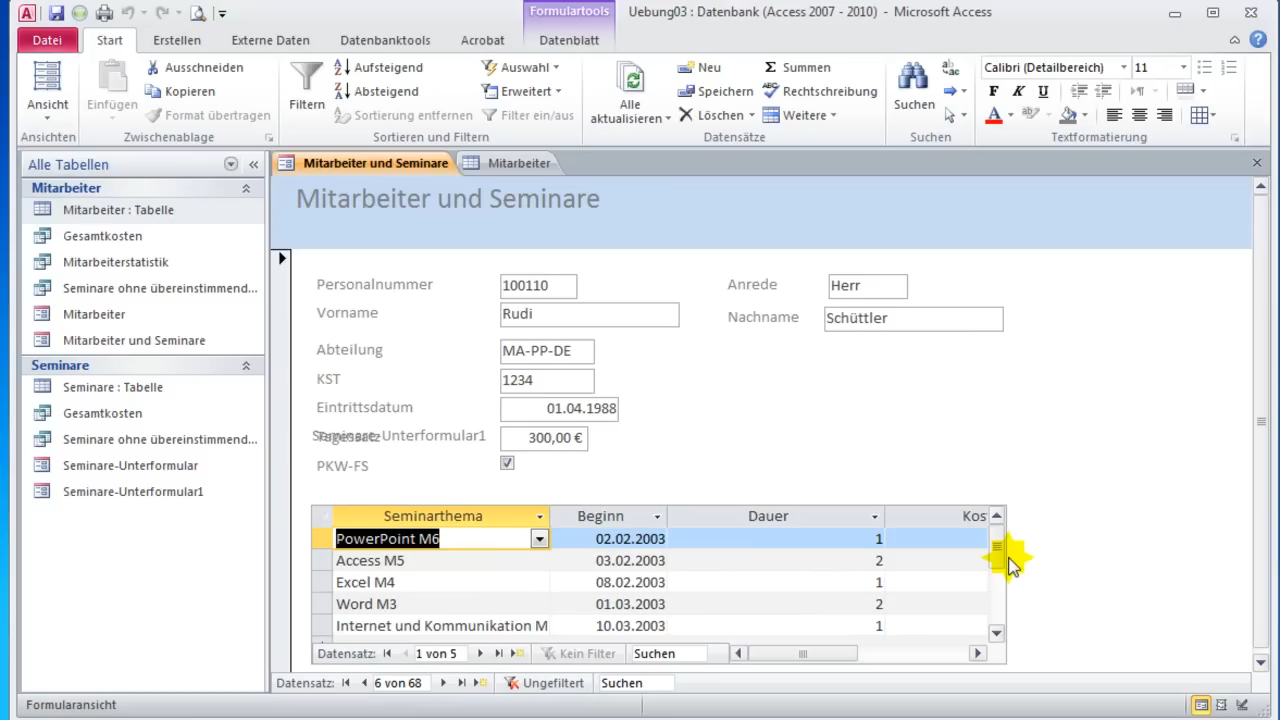 Formulartools
Uebung03 : Datenbank (Access 2007 - 2010) - Microsoft Access
Datei Start Erstellen Externe Daten Datenbanktools Acrobat Datenblatt
Ansicht
Ansichten
Einfügen
Ausschneiden
Kopieren
Format übertragen
Zwischenablage
Filtern
Aufsteigend
Absteigend
Sortierung entfernen
Auswahl
Erweitert
Filter ein/aus
Sortieren und Filtern
Alle
aktualisieren
Neu
Speichern
Löschen
Summen
Rechtschreibung
Weitere
Datensätze
Suchen
Suchen
Calibri (Detailbereich) 11
F K U
Textformatierung
Alle Tabellen
Mitarbeiter
Mitarbeiter : Tabelle
Gesamtkosten
Mitarbeiterstatistik
Seminare ohne übereinstimmend...
Mitarbeiter
Mitarbeiter und Seminare
Seminare
Seminare : Tabelle
Gesamtkosten
Seminare ohne übereinstimmend...
Seminare-Unterformular
Seminare-Unterformular1
Mitarbeiter und Seminare Mitarbeiter
Mitarbeiter und Seminare
Personalnummer 100110 Anrede Herr
Vorname Rudi Nachname Schüttler
Abteilung MA-PP-DE
KST 1234
Eintrittsdatum 01.04.1988
Seminare-Unterformular1
Tagessatz 300,00 €
PKW-FS
Seminarthema Beginn Dauer Kos
PowerPoint M6 02.02.2003 1
Access M5 03.02.2003 2
Excel M4 08.02.2003 1
Word M3 01.03.2003 2
Internet und Kommunikation M 10.03.2003 1
Datensatz: 1 von 5 Kein Filter Suchen
Datensatz: 6 von 68 Ungefiltert Suchen
Formularansicht